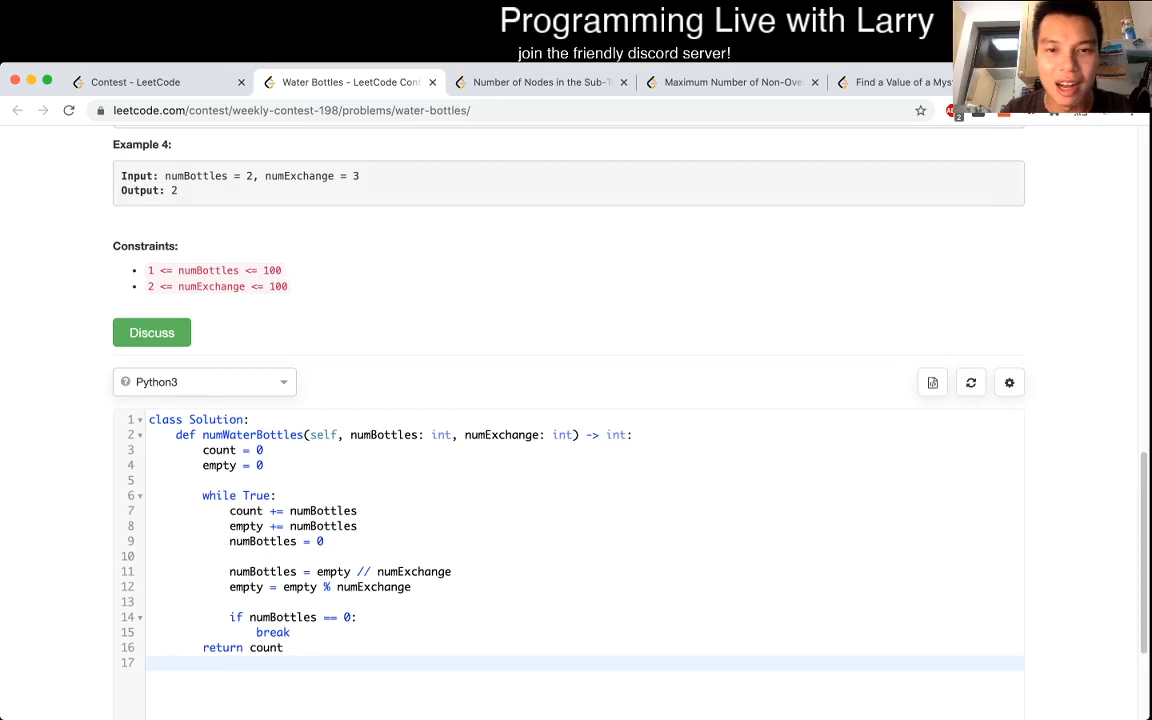 Programming Live with Larry
join the friendly discord server!
Contest - LeetCode
Water Bottles - LeetCode Cont
Number of Nodes in the Sub-T
Maximum Number of Non-Ove
Find a Value of a Mys
leetcode.com/contest/weekly-contest-198/problems/water-bottles/
2
Example 4:
Input: numBottles = 2, numExchange = 3
Output: 2
Constraints:
1 <= numBottles <= 100
2 <= numExchange <= 100
Discuss
Python3
1 class Solution:
2 def numWaterBottles(self, numBottles: int, numExchange: int) -> int:
3 count = 0
4 empty = 0
5
6 while True:
7 count += numBottles
8 empty += numBottles
9 numBottles = 0
10
11 numBottles = empty // numExchange
12 empty = empty % numExchange
13
14 if numBottles == 0:
15 break
16 return count
17